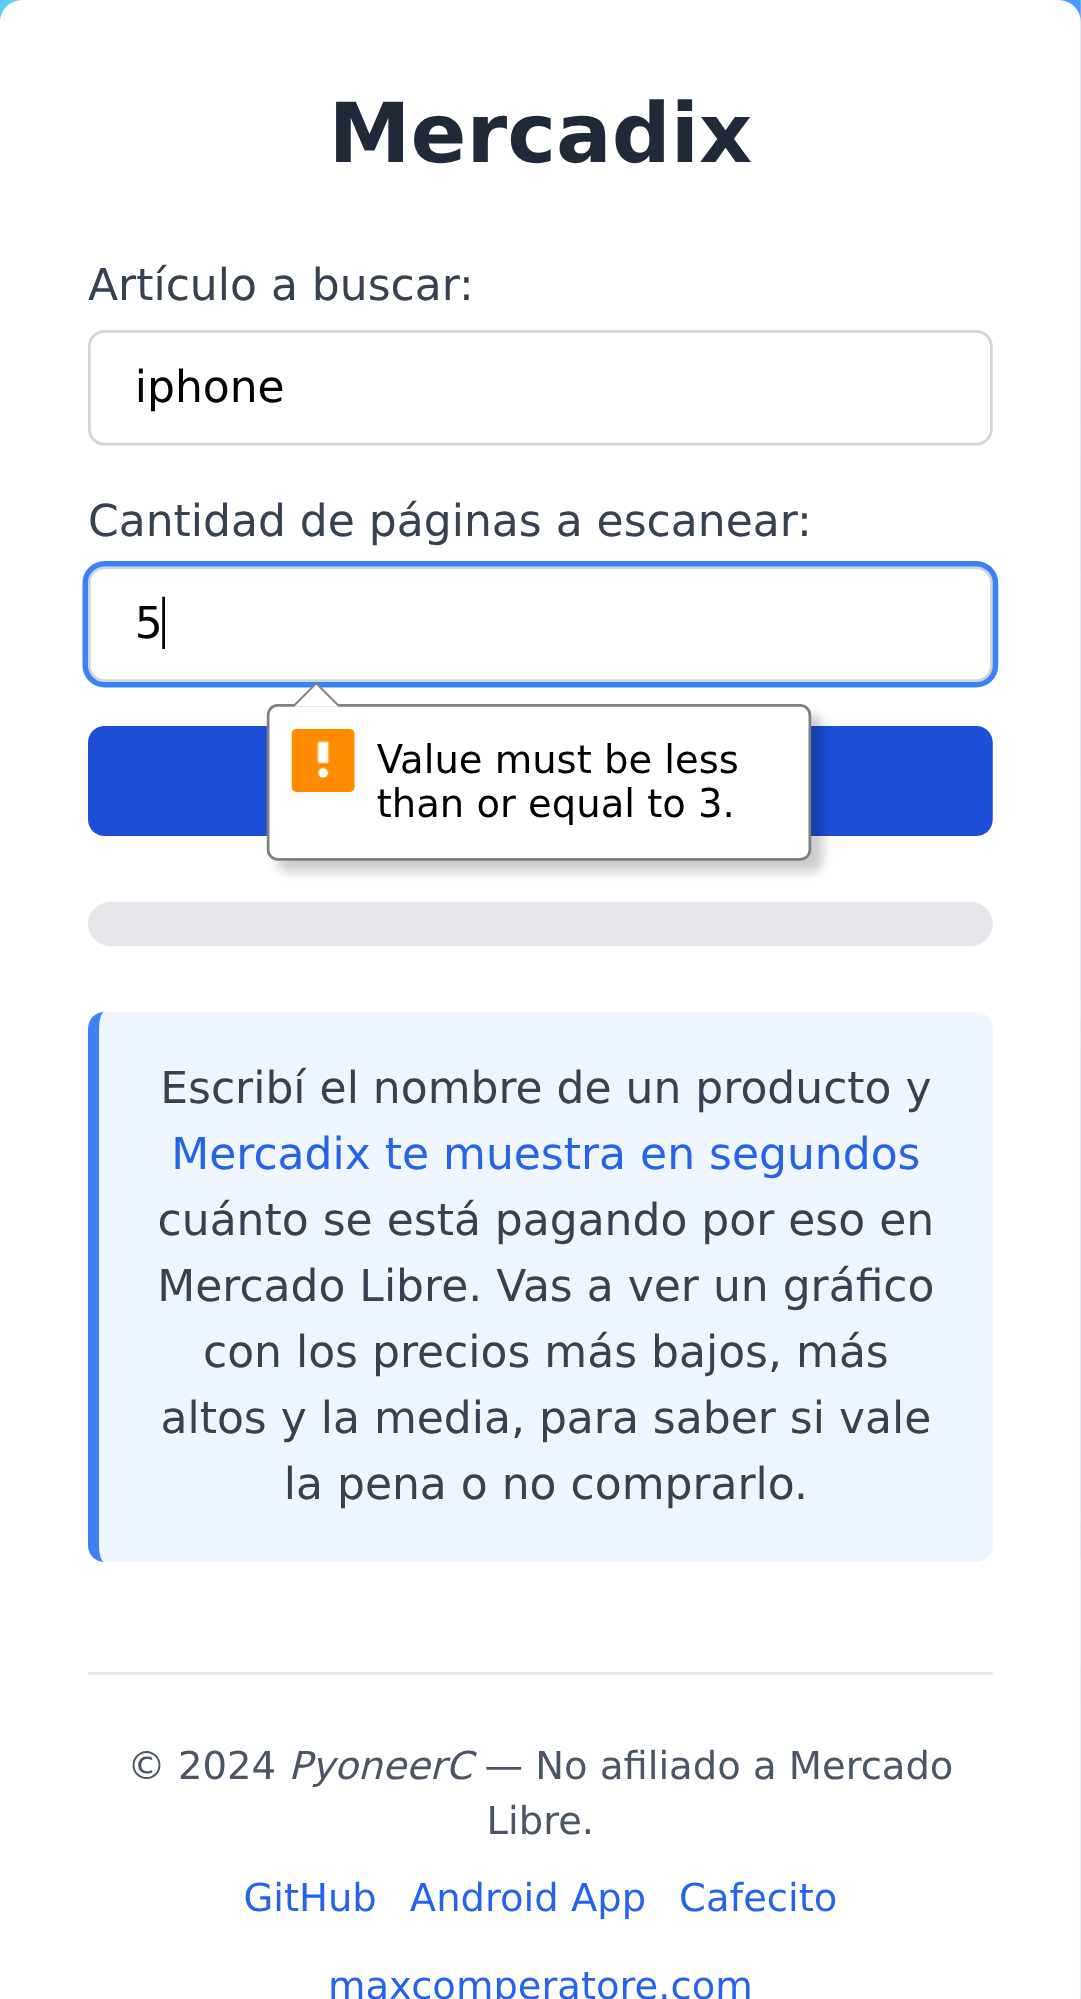 Mercadix
Artículo a buscar:
iphone
Cantidad de páginas a escanear:
5
Value must be less
than or equal to 3.
Escribí el nombre de un producto y
Mercadix te muestra en segundos
cuánto se está pagando por eso en
Mercado Libre. Vas a ver un gráfico
con los precios más bajos, más
altos y la media, para saber si vale
la pena o no comprarlo.
© 2024 PyoneerC — No afiliado a Mercado
Libre.
GitHub Android App Cafecito
maxcomperatore.com